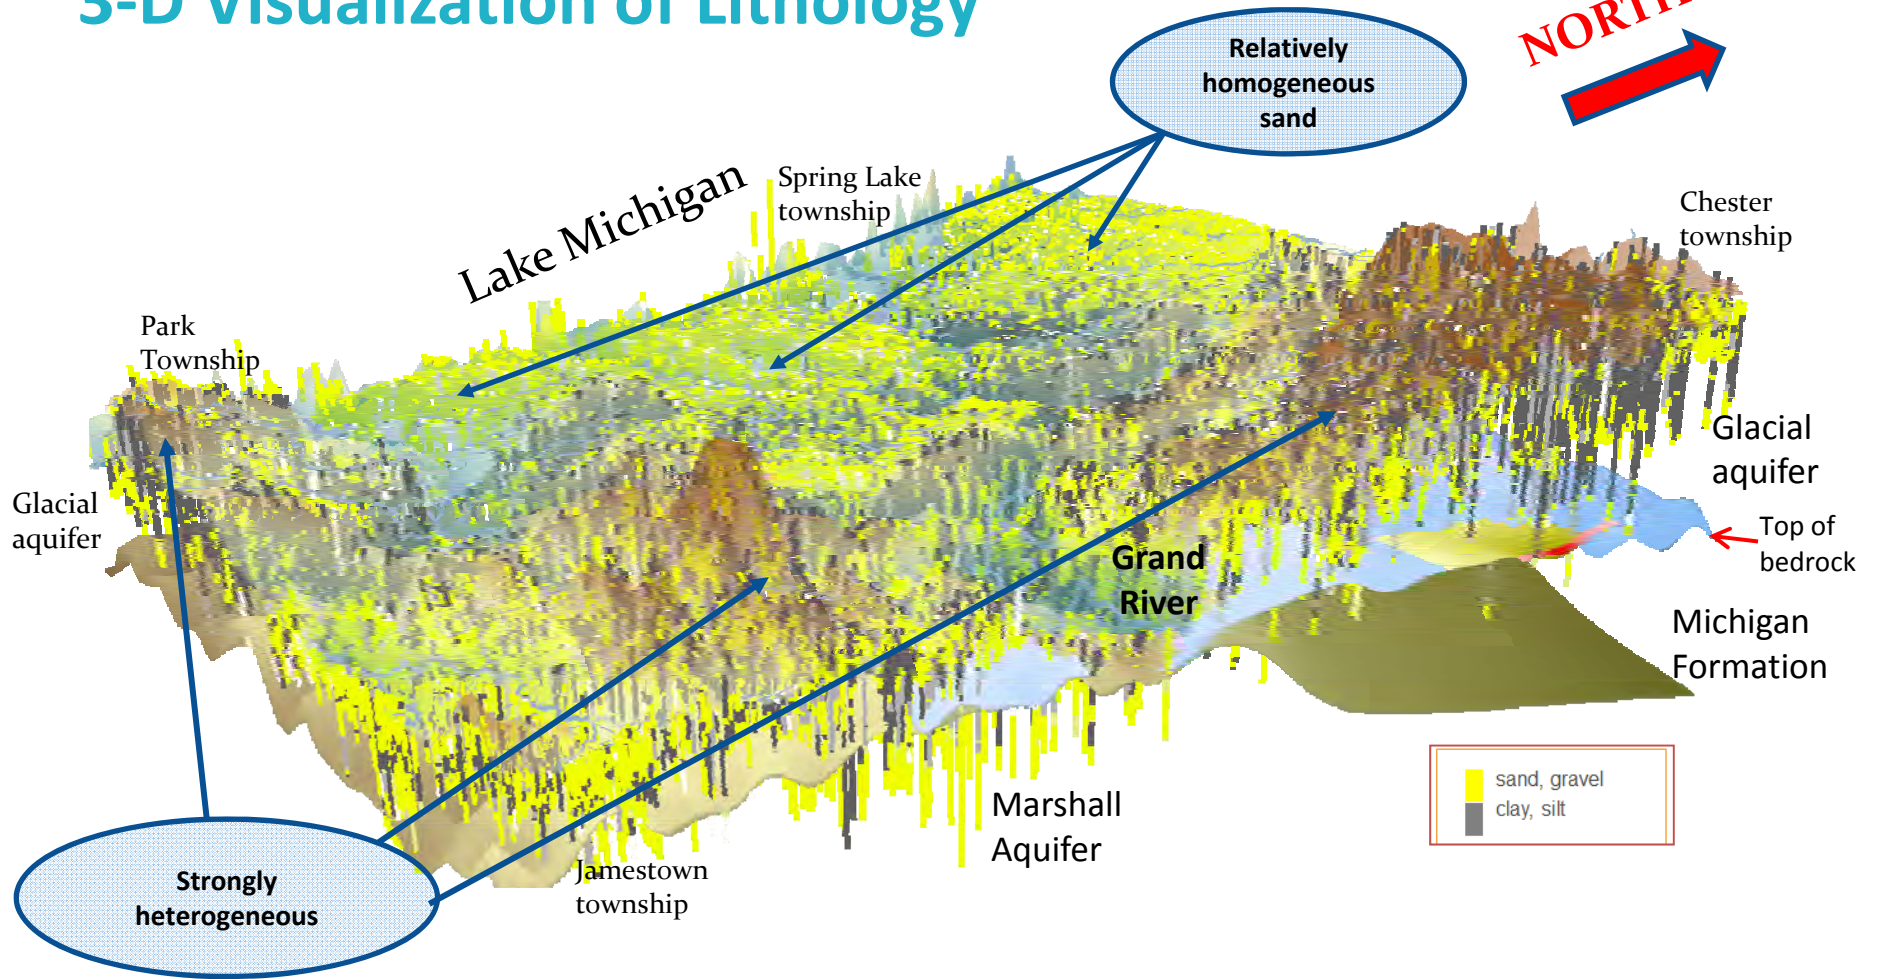 3-D Visualization of Lithology
NORTH
Relatively
homogeneous
sand
Lake Michigan
Spring Lake
township
Chester
township
Park
Township
Glacial
aquifer
Glacial
aquifer
Top of
bedrock
Grand
River
Michigan
Formation
sand, gravel
clay, silt
Marshall
Aquifer
Jamestown
township
Strongly
heterogeneous